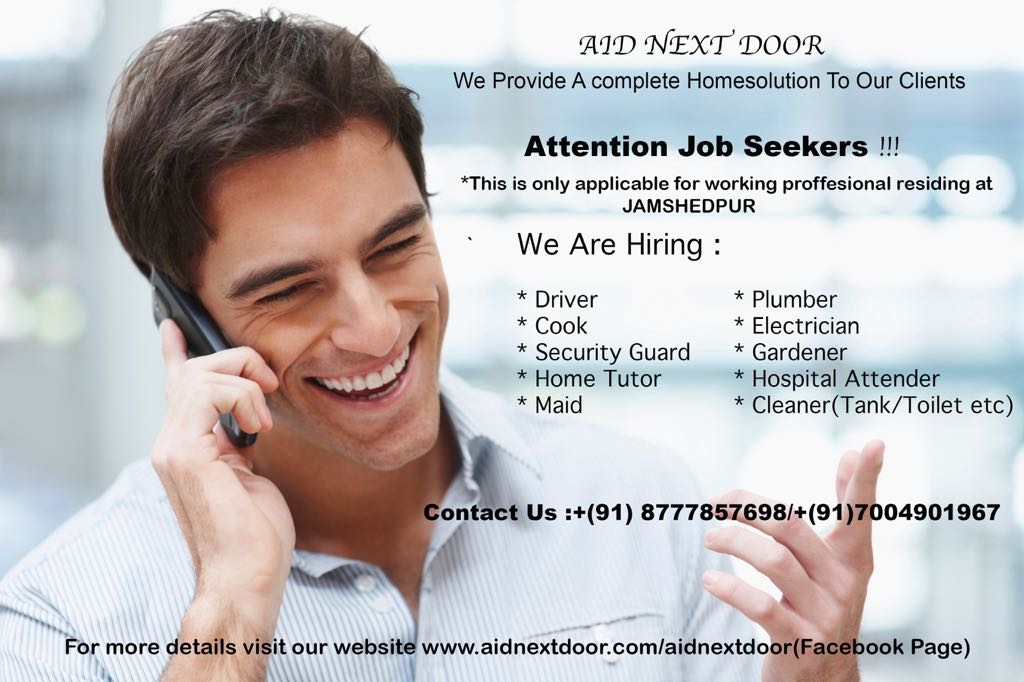 AID NEXT DOOR
We Provide A complete Homesolution To Our Clients
Attention Job Seekers !!!
*This is only applicable for working proffesional residing at
JAMSHEDPUR
` We Are Hiring :
* Driver
* Cook
* Security Guard
* Home Tutor
* Maid
* Plumber
* Electrician
* Gardener
* Hospital Attender
* Cleaner(Tank/Toilet etc)
Contact Us :+(91) 8777857698/+(91)7004901967
For more details visit our website www.aidnextdoor.com/aidnextdoor(Facebook Page)